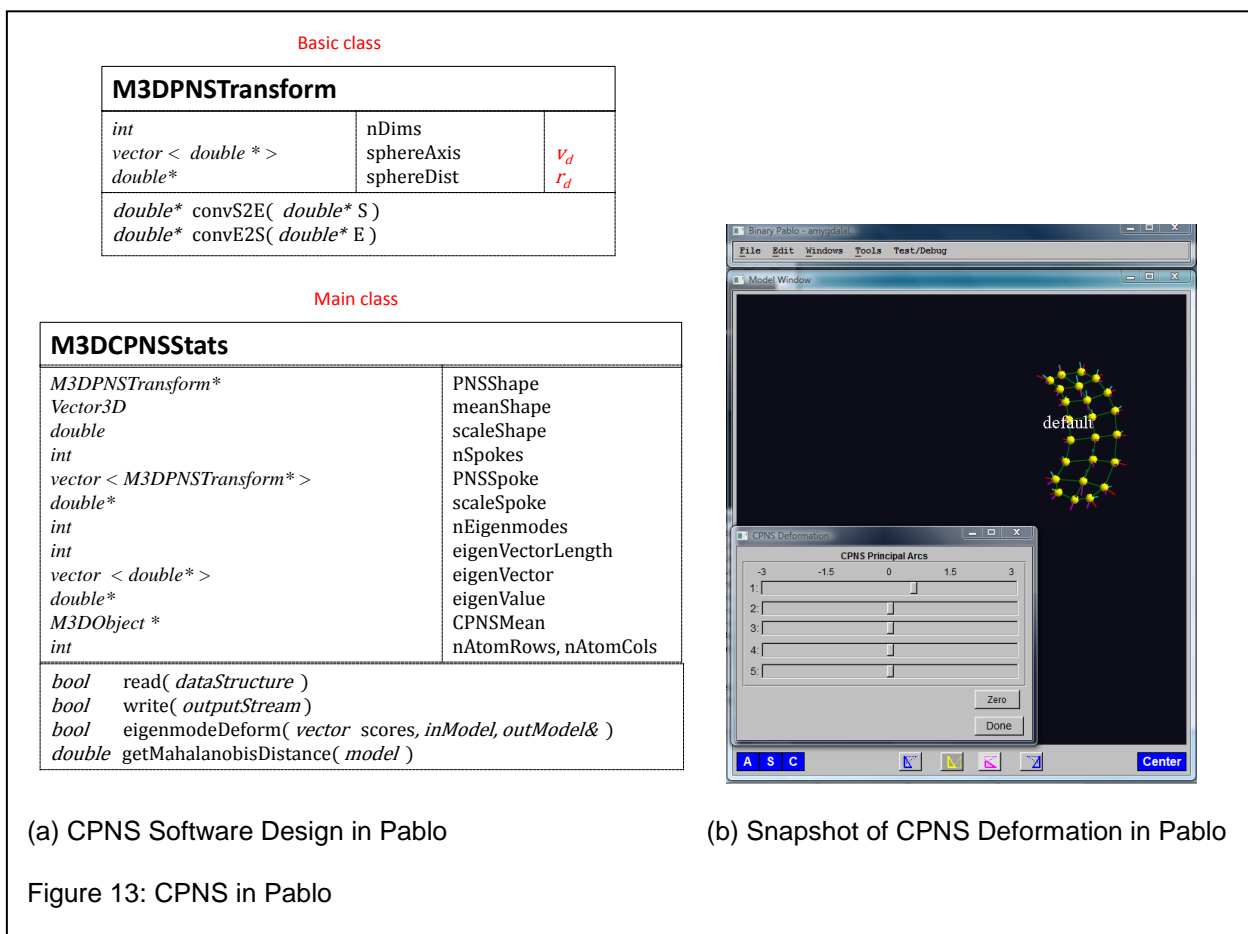 Basic class
M3DPNSTransform
int nDims
vector < double * > sphereAxis v_d
double* sphereDist r_d
double* convS2E( double* S )
double* convE2S( double* E )
Main class
M3DCPNSStats
M3DPNSTransform* PNSShape
Vector3D meanShape
double scaleShape
int nSpokes
vector < M3DPNSTransform* > PNSSpoke
double* scaleSpoke
int nEigenmodes
int eigenVectorLength
vector < double* > eigenVector
double* eigenValue
M3DObject * CPNSMean
int nAtomRows, nAtomCols
bool read( dataStructure )
bool write( outputStream )
bool eigenmodeDeform( vector scores, inModel, outModel& )
double getMahalanobisDistance( model )
(a) CPNS Software Design in Pablo
Binary Pablo - amygdalaL
File Edit Windows Tools Test/Debug
Model Window
default
CPNS Deformation
CPNS Principal Arcs
-3 -1.5 0 1.5 3
1:
2:
3:
4:
5:
Zero
Done
A S C
Center
(b) Snapshot of CPNS Deformation in Pablo
Figure 13: CPNS in Pablo